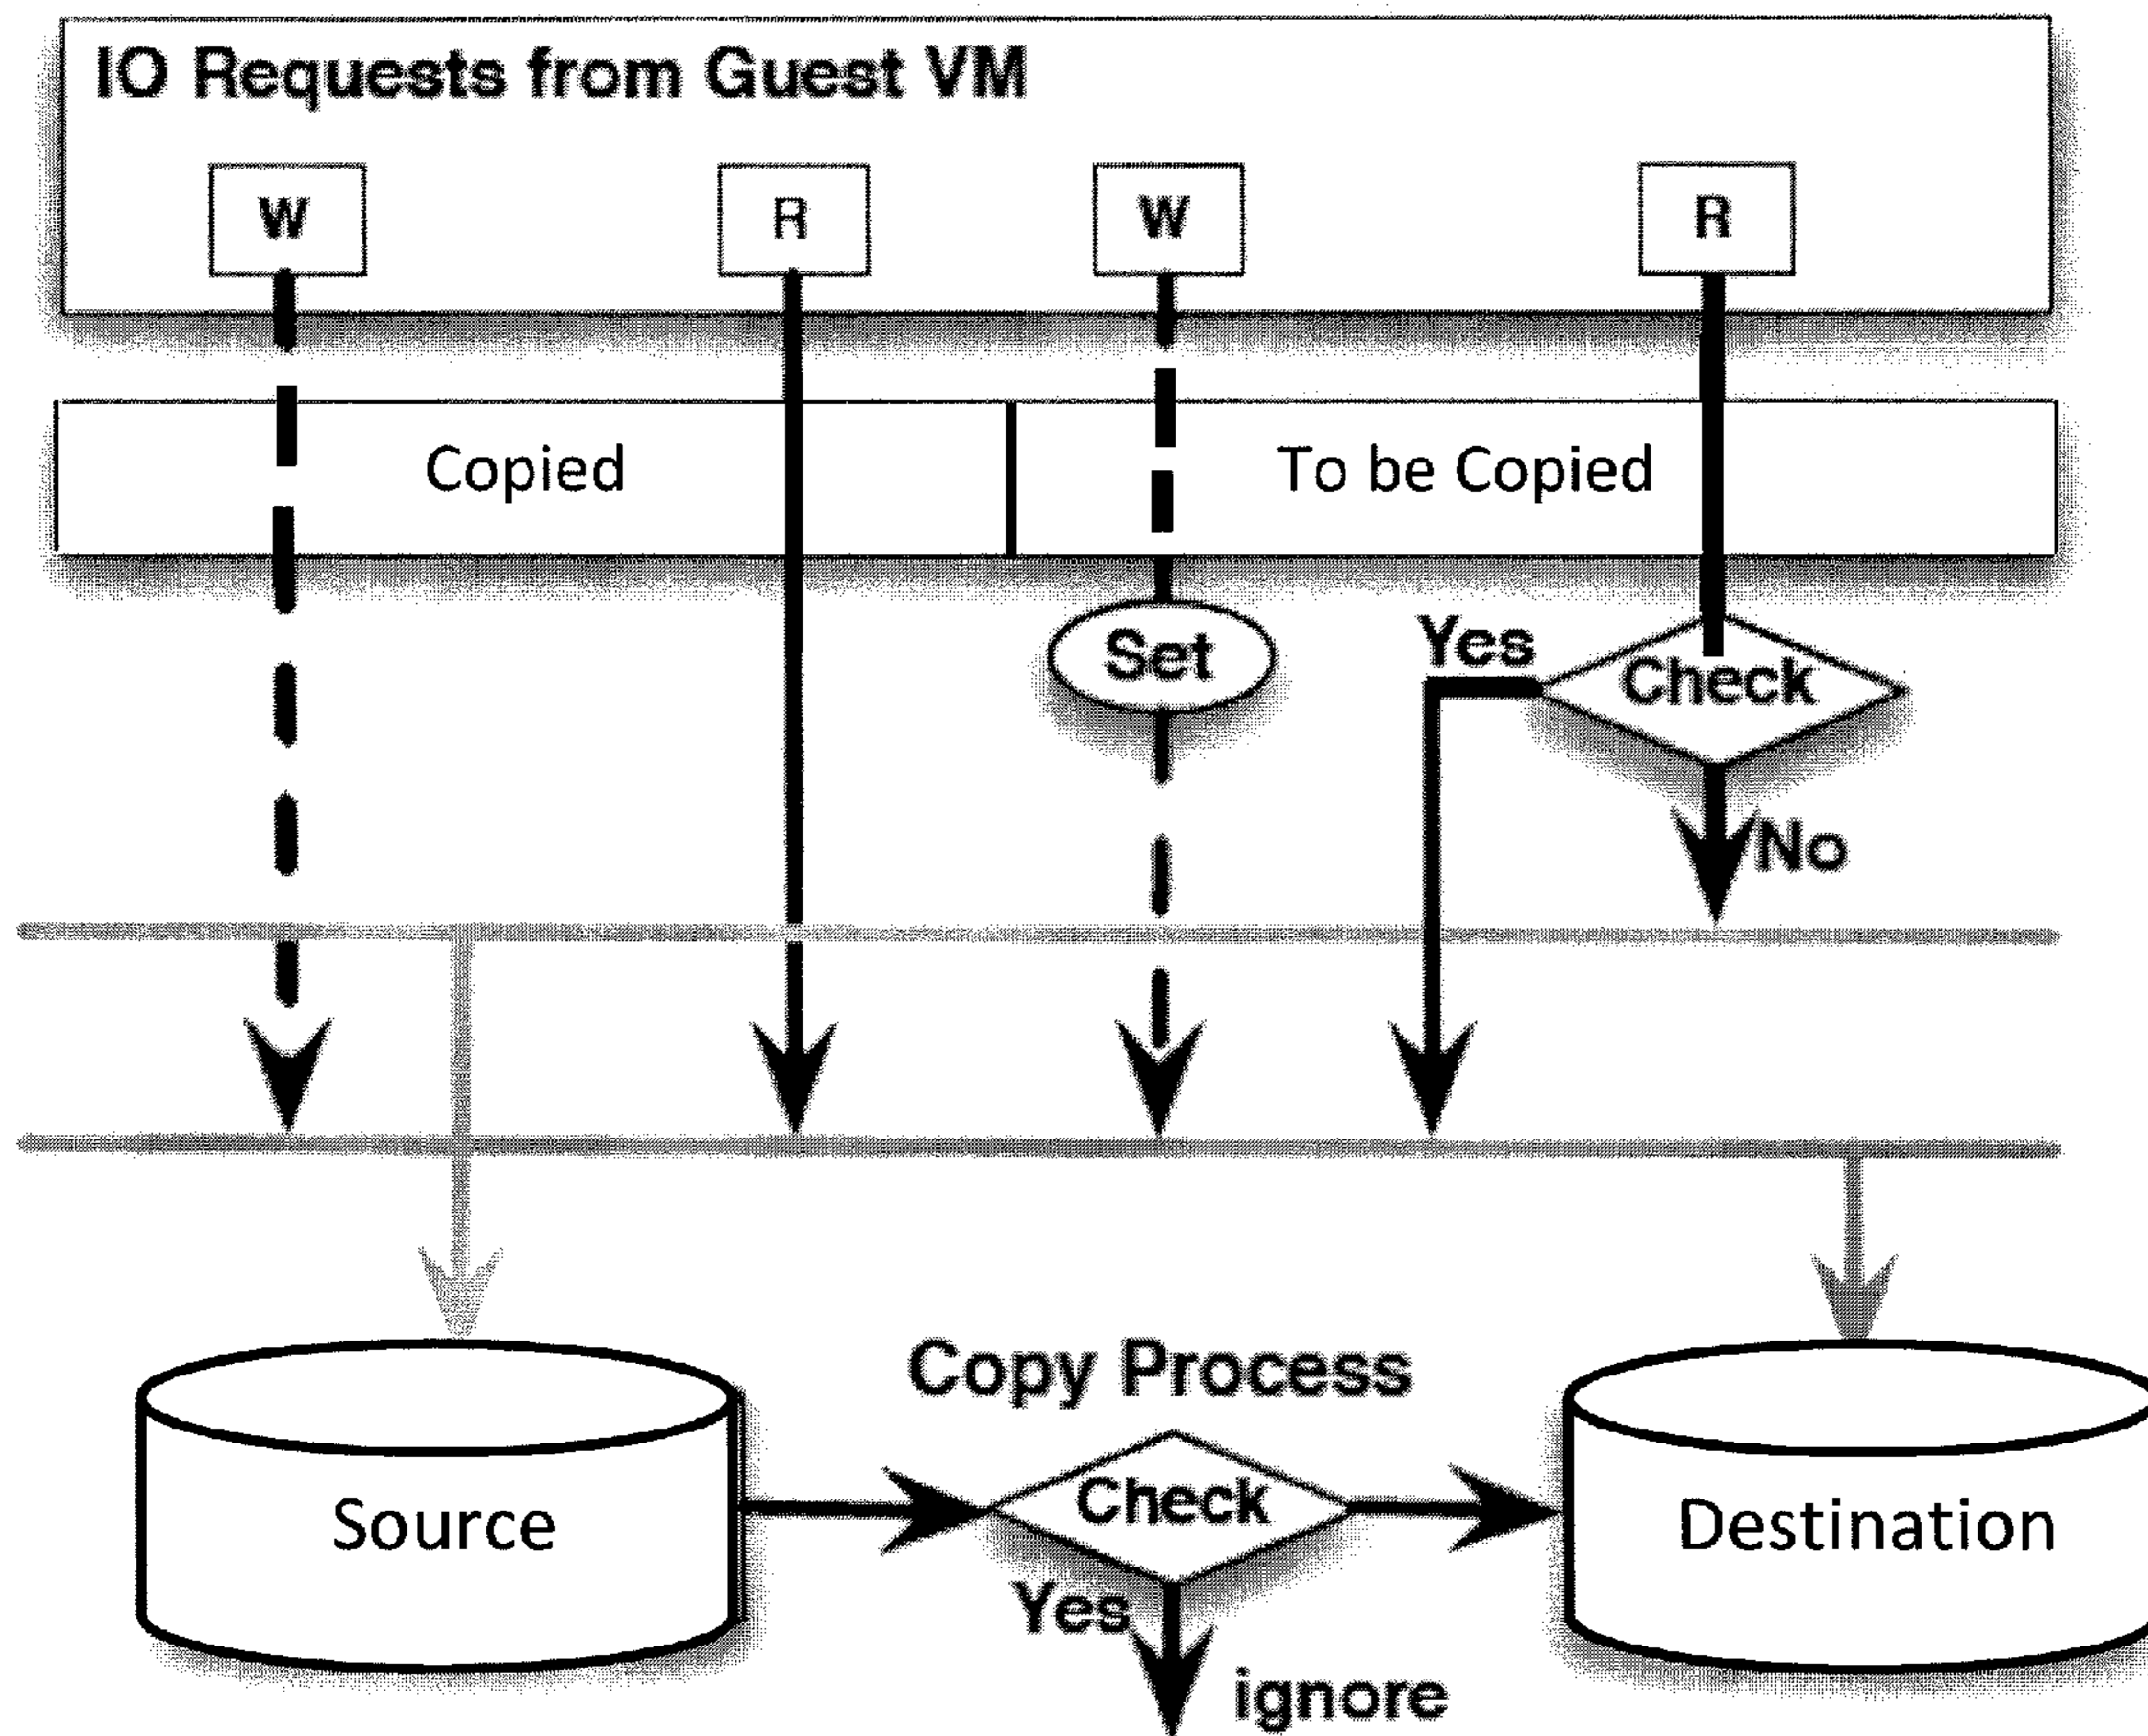 IO Requests from Guest VM
W R W R
Copied To be Copied
Set Yes Check
No
Copy Process
Source Check Destination
Yes
ignore